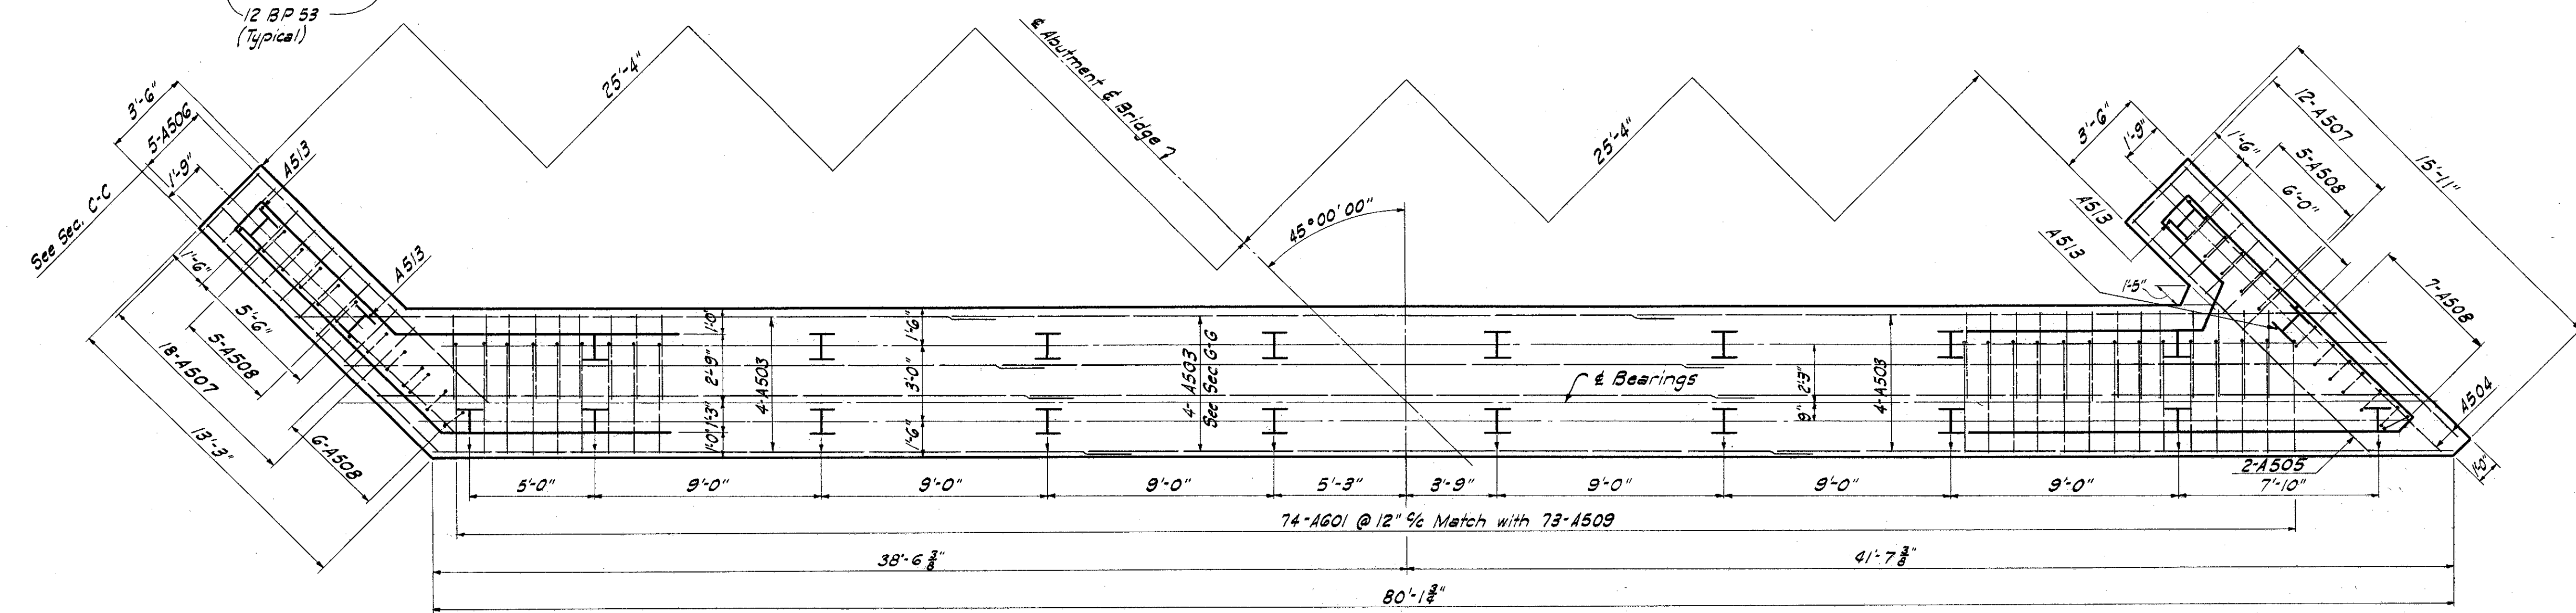 12 BP 53
(Typical)
℄ Abutment ℄ Bridge 7
25'-4"
25'-4"
45°00'00"
3'-6"
5-A506
1'-9"
A513
See Sec. C-C
A513
1'-6"
5'-6"
5-A508
18-A507
13'-3"
6-A508
1'-0"
2'-9"
1'-3"
1'-0"
4-A503
1'-6"
3'-0"
1'-6"
4-A503
See Sec G-G
℄ Bearings
2'3"
9"
4-A503
3'-6"
1'-9"
12-A507
1'-6"
5-A508
6'-0"
15'-11"
A513
A513
1'-5"
7-A508
A504
2-A505
1'-0"
5'-0"
9'-0"
9'-0"
9'-0"
5'-3"
3'-9"
9'-0"
9'-0"
9'-0"
7'-10"
74-A601 @ 12" c/c Match with 73-A509
38'-6 3/8"
41'-7 3/8"
80'-1 3/4"